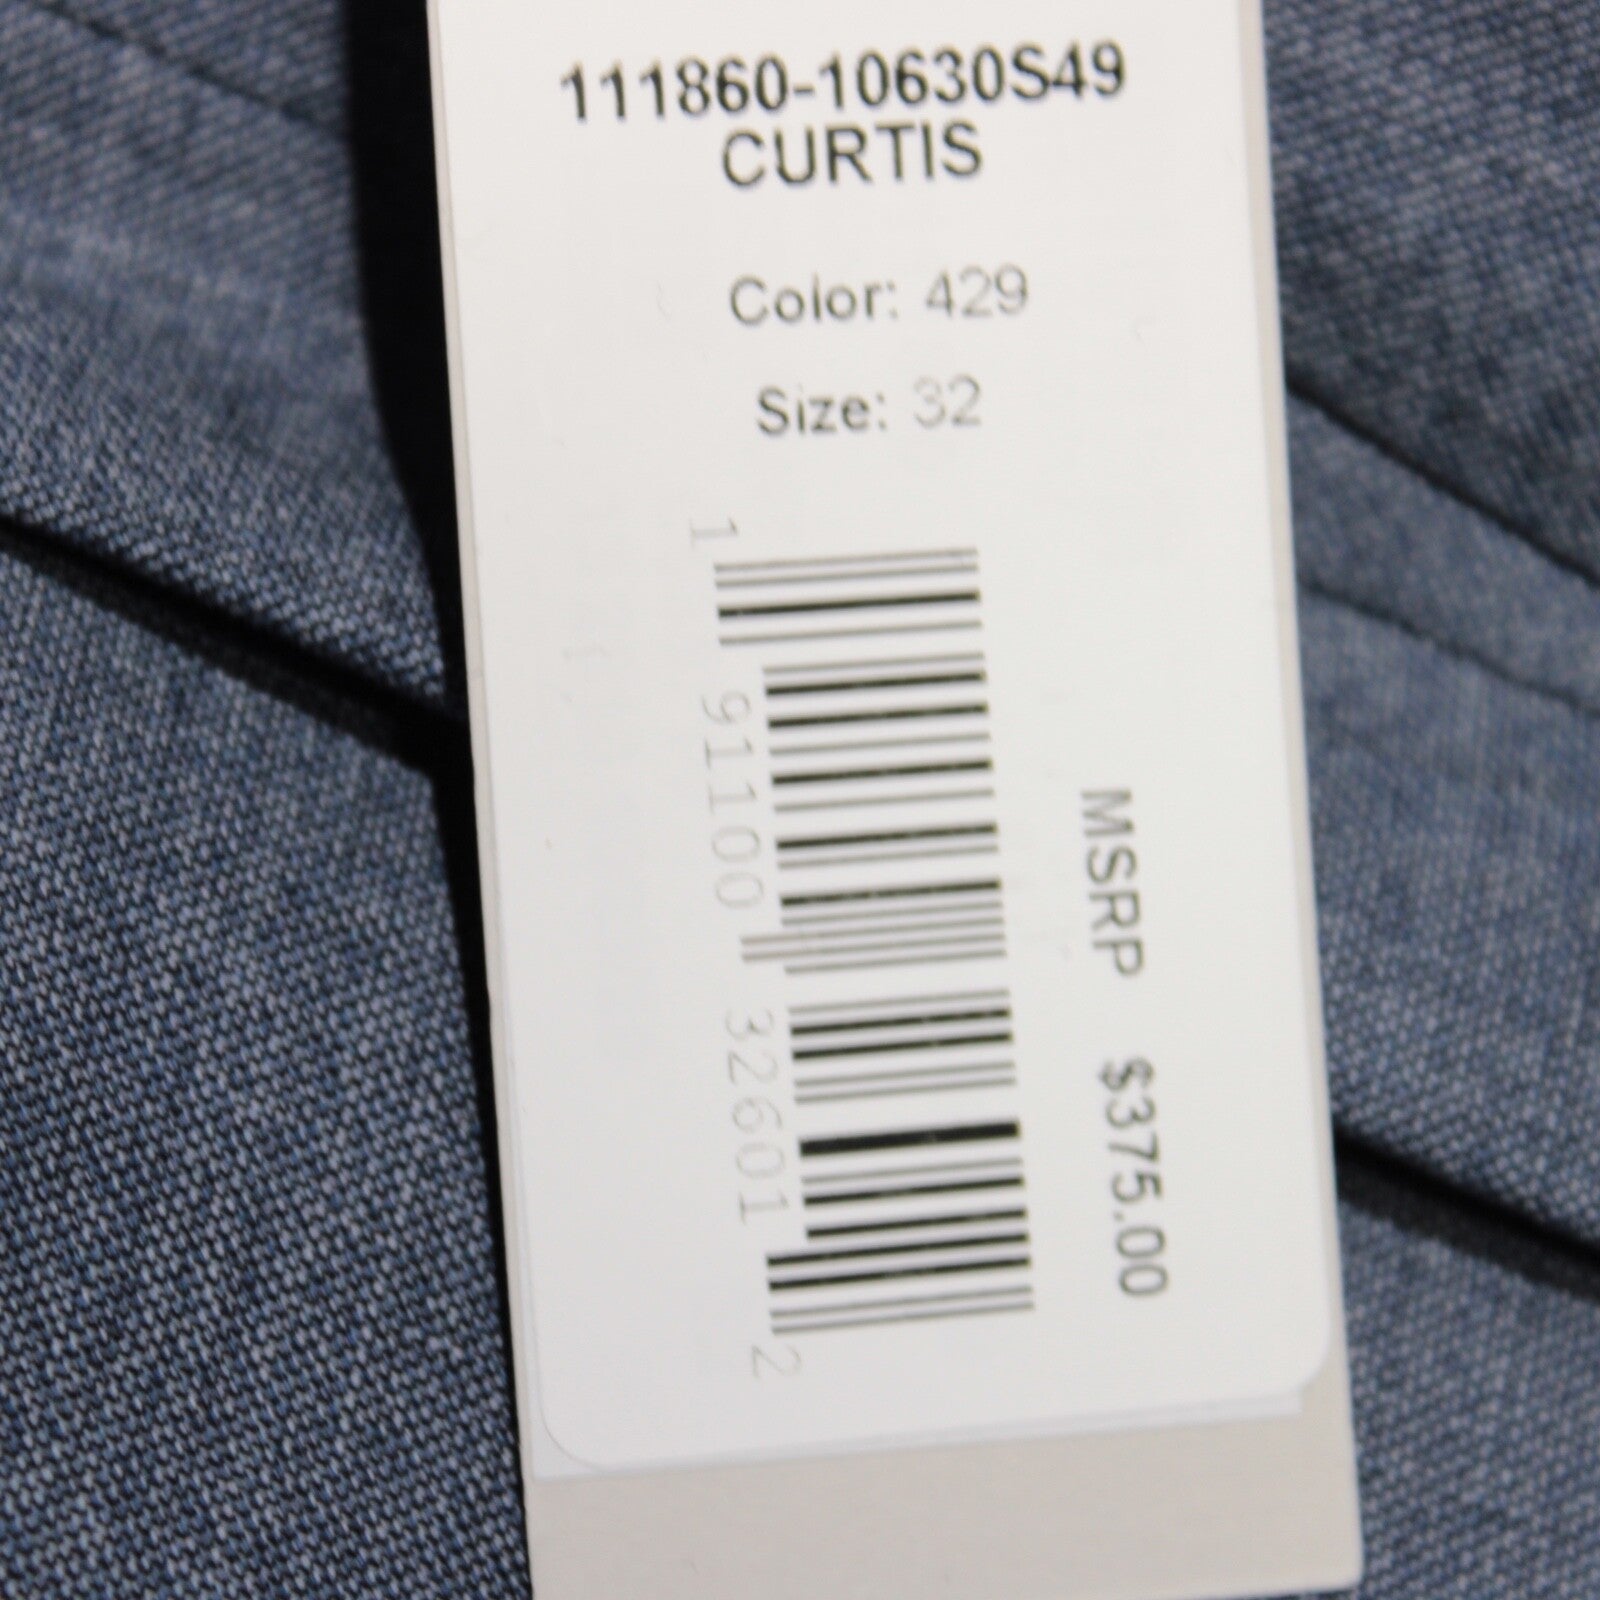 111860-10630S49
CURTIS
Color: 429
Size: 32
1 91100 32601 2
MSRP $375.00